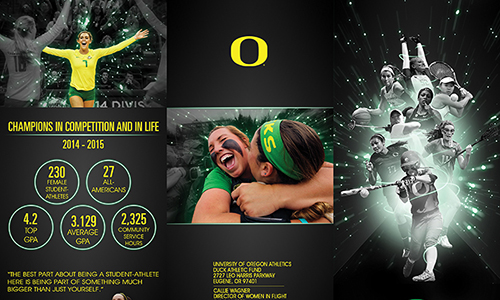 CHAMPIONS IN COMPETITION AND IN LIFE
2014 - 2015
230
FEMALE
STUDENT-
ATHLETES
27
ALL-
AMERICANS
4.2
TOP
GPA
3.129
AVERAGE
GPA
2,325
COMMUNITY
SERVICE
HOURS
"THE BEST PART ABOUT BEING A STUDENT-ATHLETE
HERE IS BEING PART OF SOMETHING MUCH
BIGGER THAN JUST YOURSELF."
7
14 DIVIS
O
KS
UNIVERSITY OF OREGON ATHLETICS
DUCK ATHLETIC FUND
2727 LEO HARRIS PARKWAY
EUGENE, OR 97401
CALLIE WAGNER
DIRECTOR OF WOMEN IN FLIGHT